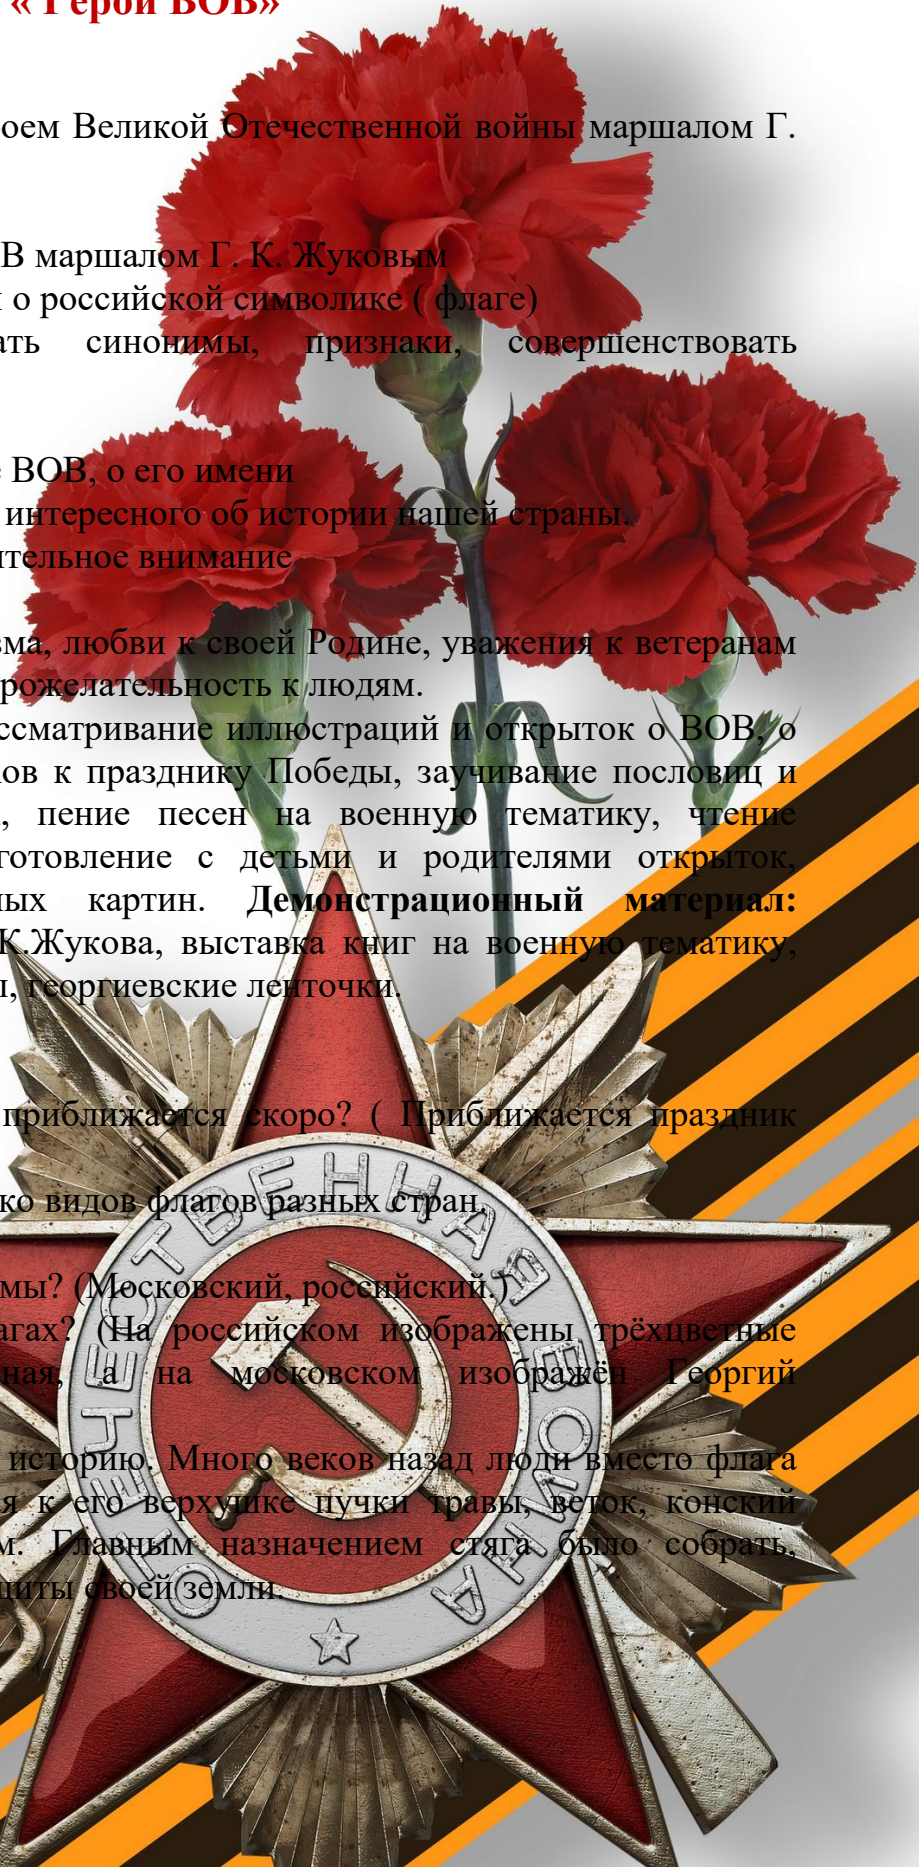 « Герои ВОВ»
оем Великой Отечественной войны маршалом Г.
В маршалом Г. К. Жуковым
о российской символике ( флаге)
ать синонимы, признаки, совершенствовать
ВОВ, о его имени
интересного об истории нашей страны.
ительное внимание
зма, любви к своей Родине, уважения к ветеранам
рожелательность к людям.
ссматривание иллюстраций и открыток о ВОВ, о
ков к празднику Победы, заучивание пословиц и
, пение песен на военную тематику, чтение
готовление с детьми и родителями открыток,
ных картин. Демонстрационный материал:
К.Жукова, выставка книг на военную тематику,
ы, георгиевские ленточки.
приближается скоро? ( Приближается праздник
ко видов флагов разных стран.
мы? (Московский, российский.)
агах? (На российском изображены трёхцветные
ная, а на московском изображён Георгий
историю. Много веков назад люди вместо флага
я к его верхушке пучки травы, веток, конский
м. Главным назначением стяга было собрать,
щиты своей земли.
ОТЕЧЕСТВЕННАЯ ВОЙНА